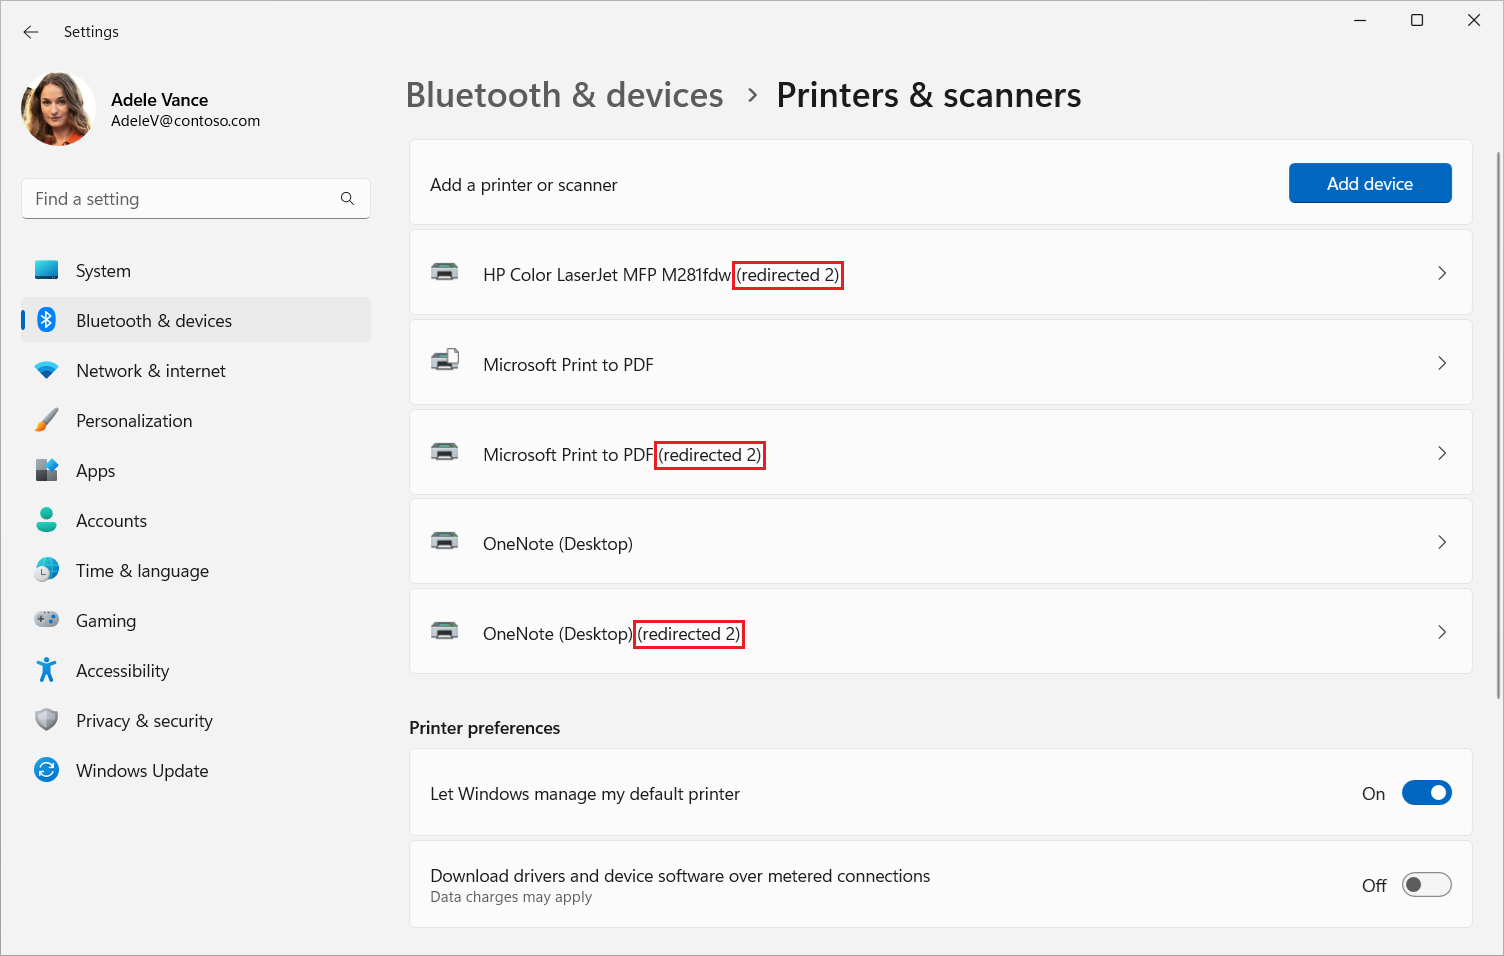 Settings
Adele Vance
AdeleV@contoso.com
Find a setting
System
Bluetooth & devices
Network & internet
Personalization
Apps
Accounts
Time & language
Gaming
Accessibility
Privacy & security
Windows Update
Bluetooth & devices > Printers & scanners
Add a printer or scanner
Add device
HP Color LaserJet MFP M281fdw (redirected 2)
Microsoft Print to PDF
Microsoft Print to PDF (redirected 2)
OneNote (Desktop)
OneNote (Desktop) (redirected 2)
Printer preferences
Let Windows manage my default printer
On
Download drivers and device software over metered connections
Data charges may apply
Off